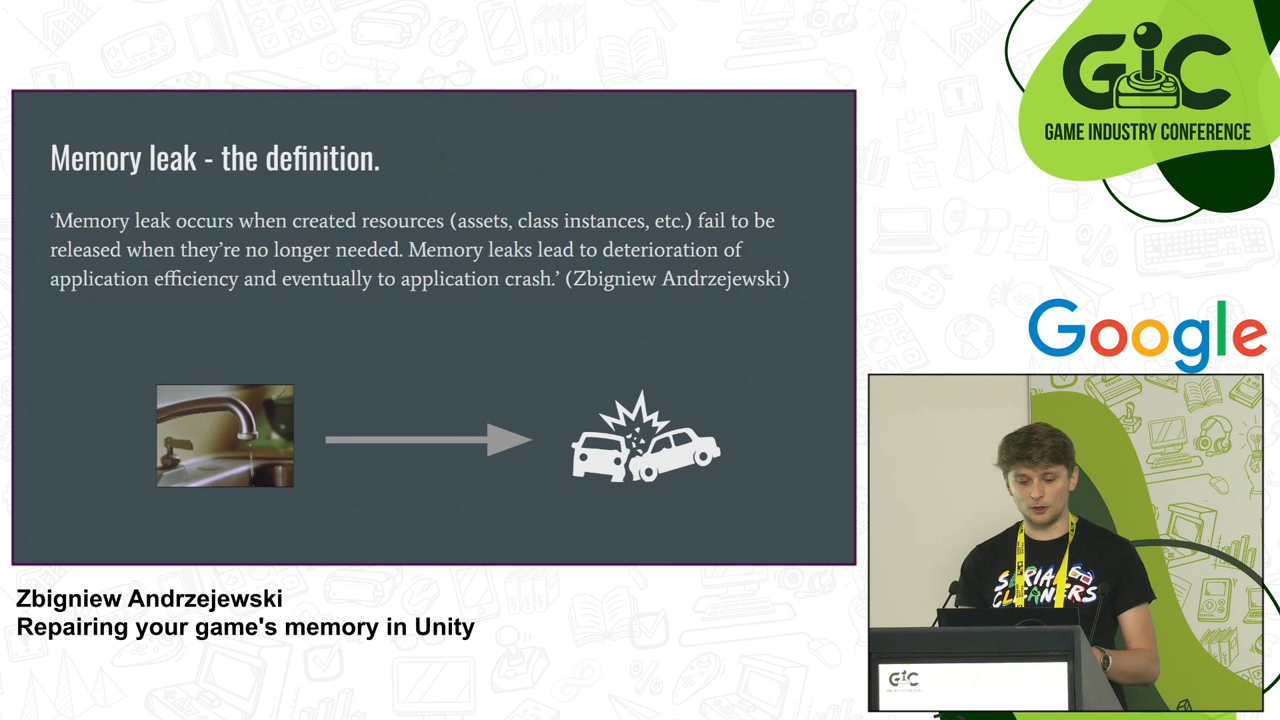 Memory leak - the definition.
‘Memory leak occurs when created resources (assets, class instances, etc.) fail to be
released when they’re no longer needed. Memory leaks lead to deterioration of
application efficiency and eventually to application crash.’ (Zbigniew Andrzejewski)
Zbigniew Andrzejewski
Repairing your game's memory in Unity
GIC
GAME INDUSTRY CONFERENCE
Google
SERIAL
CLEANERS
GIC